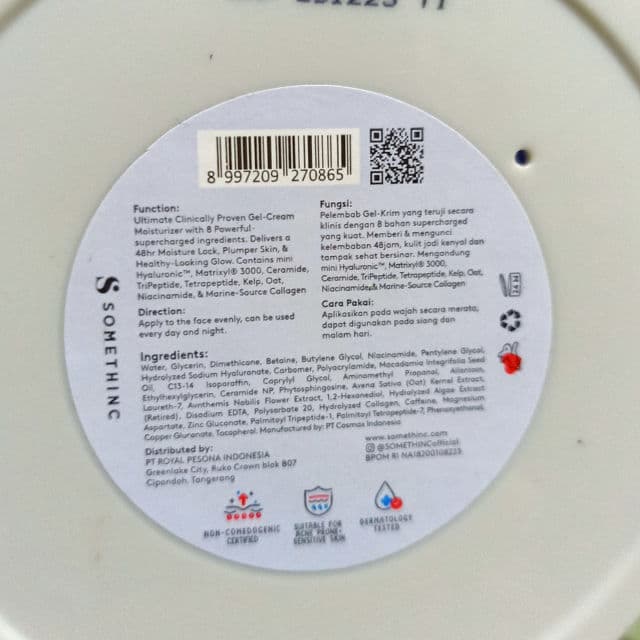 8 997209 270865
Function:
Ultimate Clinically Proven Gel-Cream
Moisturizer with 8 Powerful
supercharged ingredients. Delivers a
48hr Moisture Lock, Plumper Skin, &
Healthy-Looking Glow. Contains mini
Hyaluronic™, Matrixyl® 3000, Ceramide,
TriPeptide, Tetrapeptide, Kelp, Oat,
Niacinamide, & Marine-Source Collagen
Direction:
Apply to the face evenly, can be used
every day and night.
Fungsi:
Pelembab Gel-Krim yang teruji secara
klinis dengan 8 bahan supercharged
yang kuat. Memberi & mengunci
kelembaban 48jam, kulit jadi kenyal dan
tampak sehat bersinar. Mengandung
mini Hyaluronic™, Matrixyl® 3000,
Ceramide, TriPeptide, Tetrapeptide, Kelp, Oat,
Niacinamide,& Marine-Source Collagen
Cara Pakai:
Aplikasikan pada wajah secara merata,
dapat digunakan pada siang dan
malam hari.
SOMETHINC
24 M
Ingredients:
Water, Glycerin, Dimethicone, Betaine, Butylene Glycol, Niacinamide, Pentylene Glycol,
Hydrolyzed Sodium Hyaluronate, Carbomer, Polyacrylamide, Macadamia Integrifolia Seed
Oil, C13-14 Isoparaffin, Caprylyl Glycol, Aminomethyl Propanol, Allantoin,
Ethylhexylglycerin, Ceramide NP, Phytosphingosine, Avena Sativa (Oat) Kernel Extract,
Laureth-7, Anthemis Nobilis Flower Extract, 1,2-Hexanediol, Hydrolyzed Algae Extract
(Retired), Disodium EDTA, Polysorbate 20, Hydrolyzed Collagen, Caffeine, Magnesium
Aspartate, Zinc Gluconate, Palmitoyl Tripeptide-1, Palmitoyl Tetrapeptide-7, Phenoxyethanol,
Copper Gluconate, Tocopherol. Manufactured by: PT Cosmax Indonesia
Distributed by:
PT ROYAL PESONA INDONESIA
Greenlake City, Ruko Crown blok B07
Cipondoh, Tangerang
www.somethinc.com
@SOMETHINCofficial
BPOM RI NA18200108223
NON-COMEDOGENIC
CERTIFIED
SUITABLE FOR
ACNE PRONE-
SENSITIVE SKIN
DERMATOLOGY
TESTED